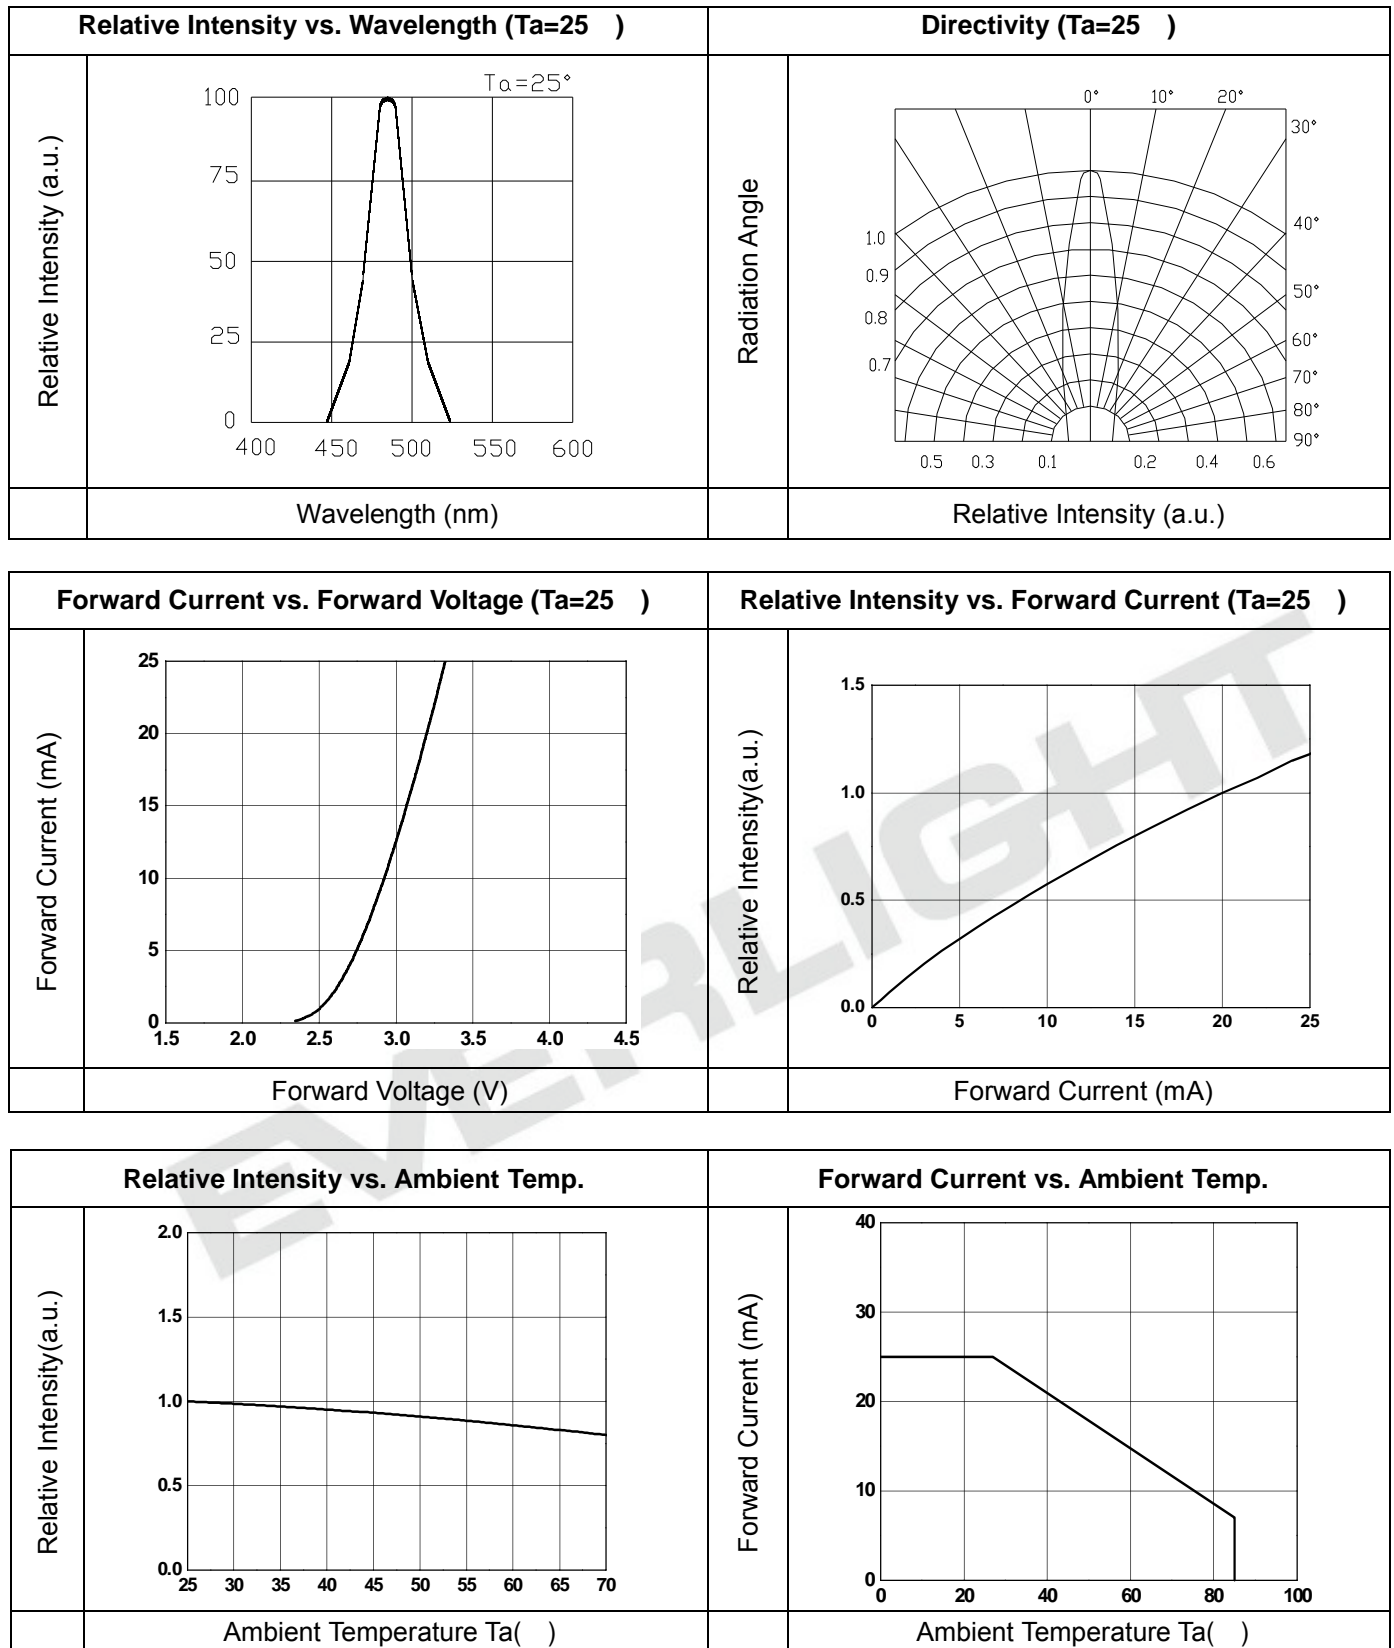 Relative Intensity vs. Wavelength (Ta=25 )
Directivity (Ta=25 )
Relative Intensity (a.u.)
Ta=25°
100
75
50
25
0
400 450 500 550 600
Wavelength (nm)
Radiation Angle
0° 10° 20°
30°
40°
50°
60°
70°
80°
90°
1.0
0.9
0.8
0.7
0.5 0.3 0.1 0.2 0.4 0.6
Relative Intensity (a.u.)
Forward Current vs. Forward Voltage (Ta=25 )
Relative Intensity vs. Forward Current (Ta=25 )
Forward Current (mA)
25
20
15
10
5
0
1.5 2.0 2.5 3.0 3.5 4.0 4.5
Forward Voltage (V)
Relative Intensity(a.u.)
1.5
1.0
0.5
0.0
0 5 10 15 20 25
Forward Current (mA)
EVERLIGHT
Relative Intensity vs. Ambient Temp.
Forward Current vs. Ambient Temp.
Relative Intensity(a.u.)
2.0
1.5
1.0
0.5
0.0
25 30 35 40 45 50 55 60 65 70
Ambient Temperature Ta( )
Forward Current (mA)
40
30
20
10
0
0 20 40 60 80 100
Ambient Temperature Ta( )